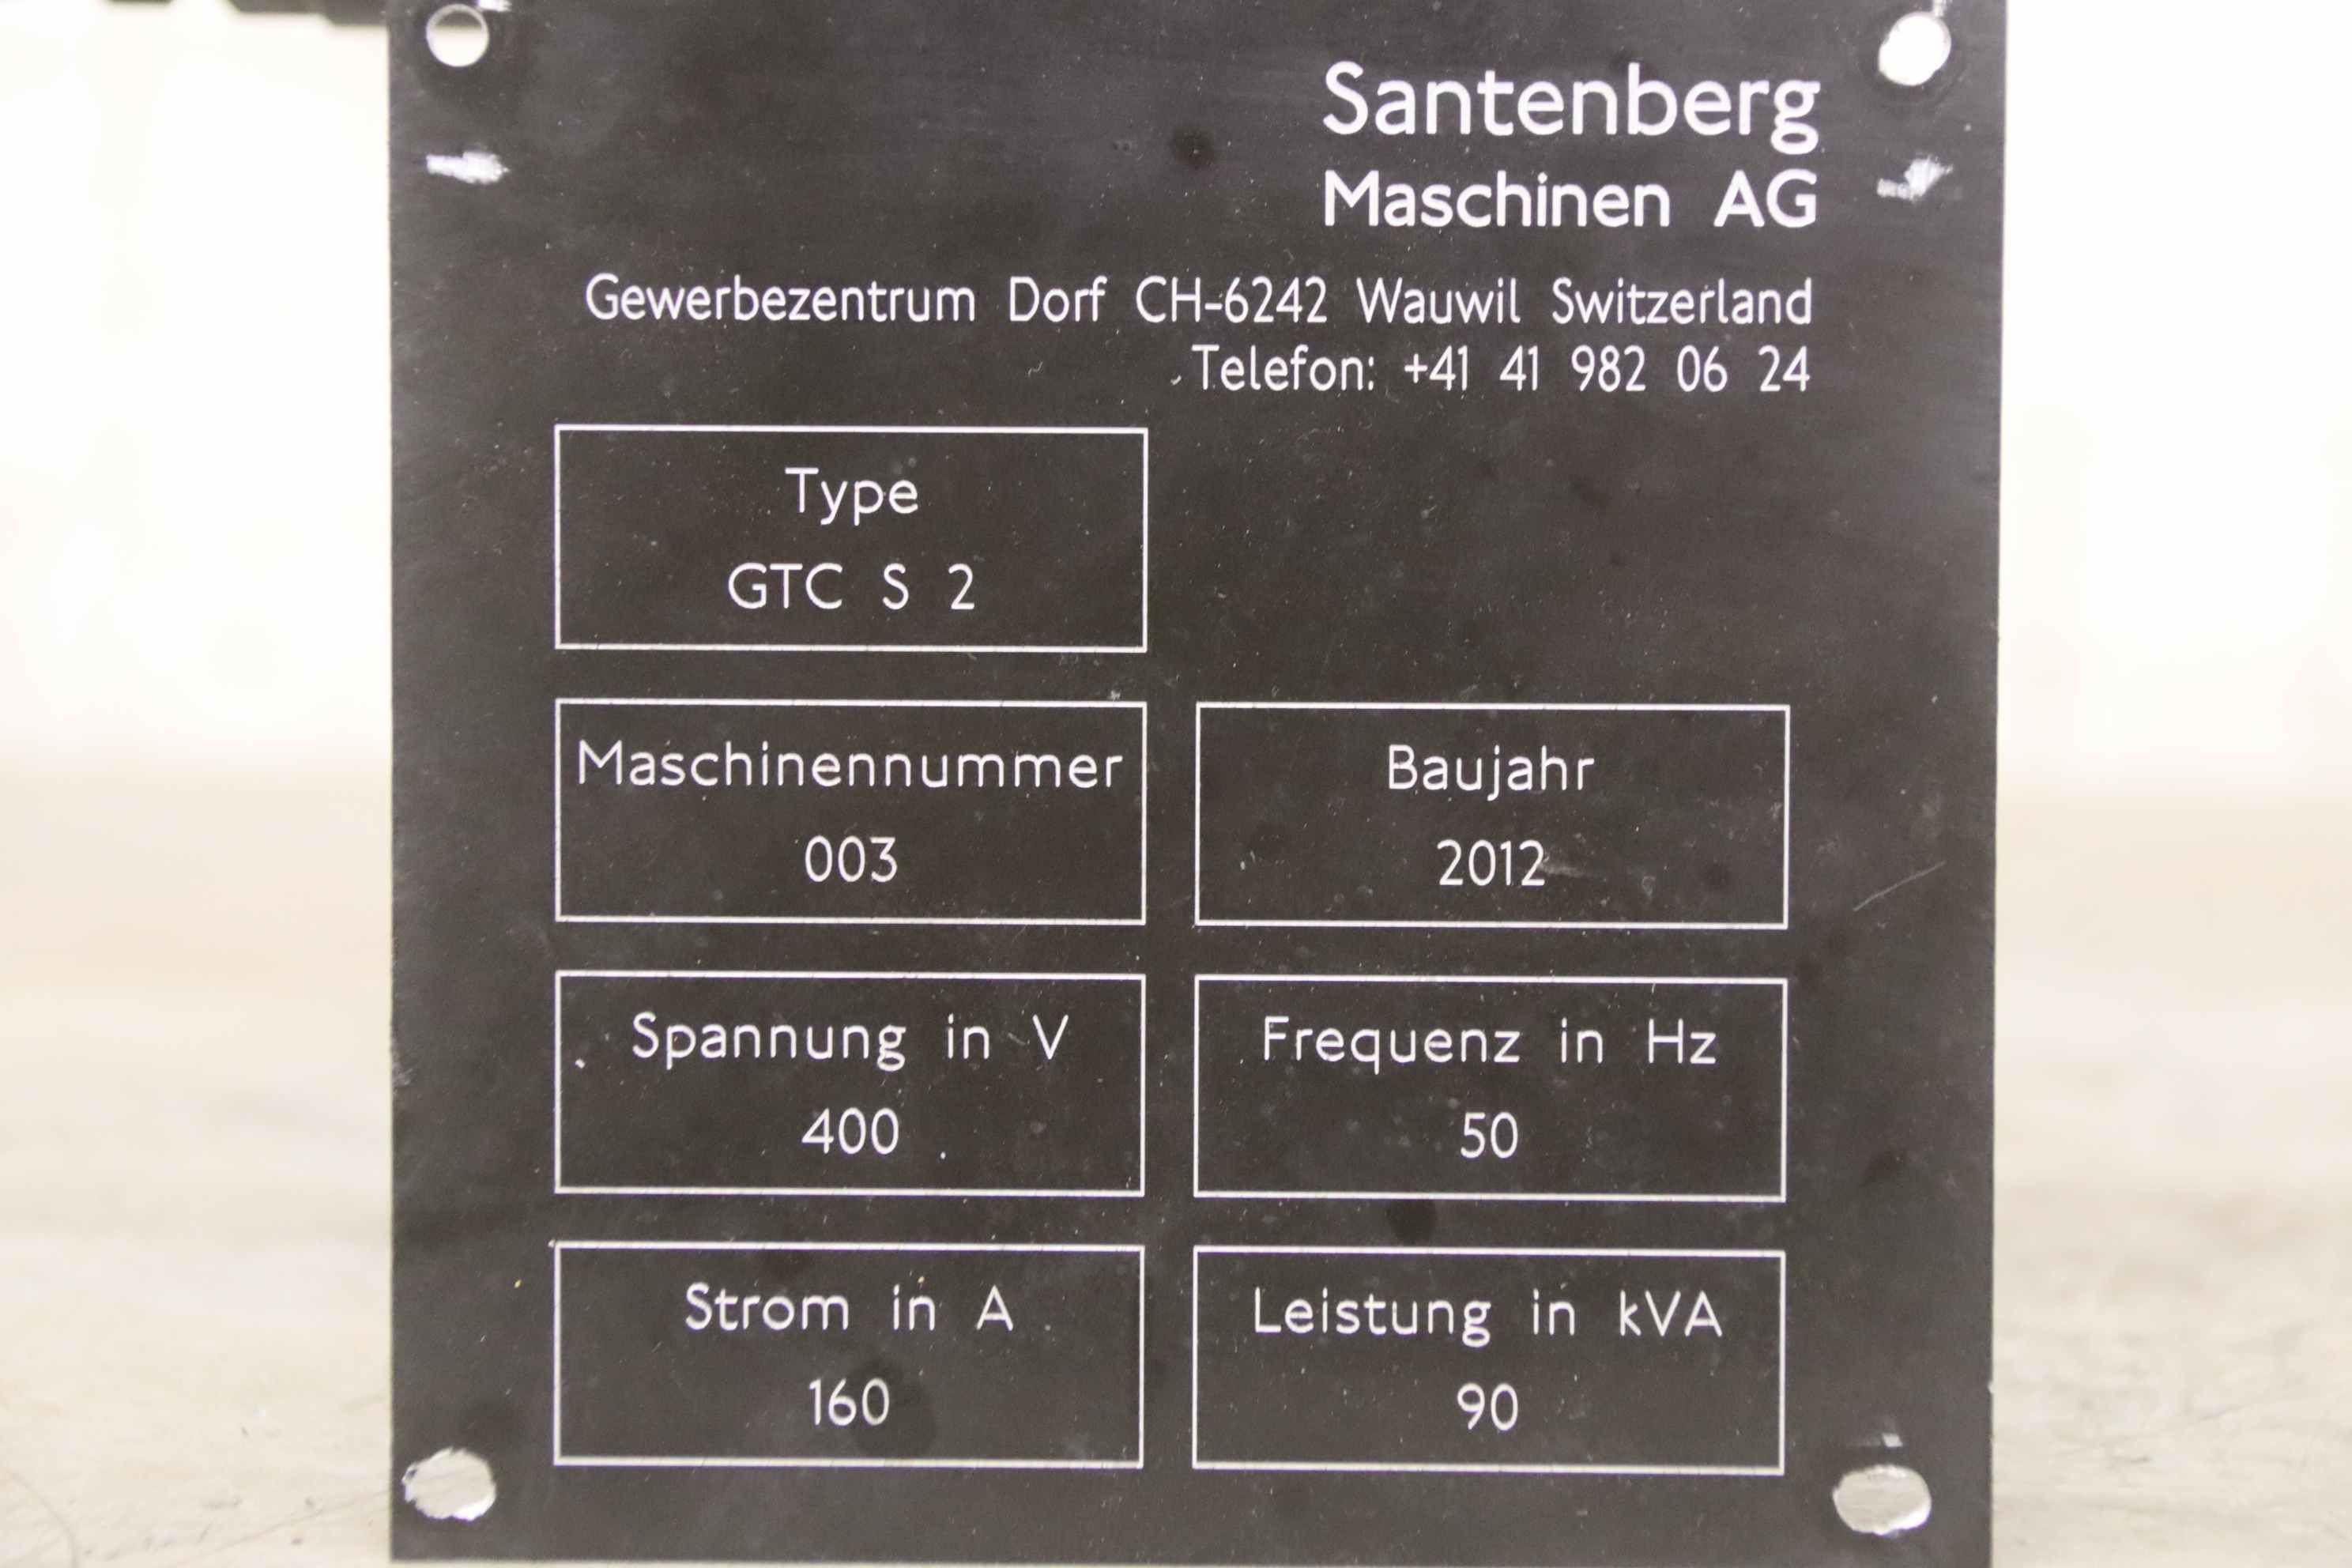 Santenberg
Maschinen AG
Gewerbezentrum Dorf CH-6242 Wauwil Switzerland
Telefon: +41 41 982 06 24
Type
GTC S 2
Maschinennummer
003
Baujahr
2012
Spannung in V
400
Frequenz in Hz
50
Strom in A
160
Leistung in kVA
90